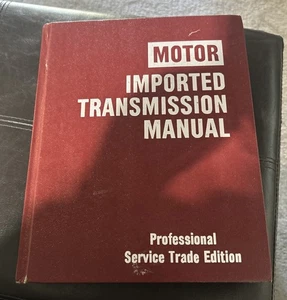 MOTOR
IMPORTED
TRANSMISSION
MANUAL
Professional
Service Trade Edition